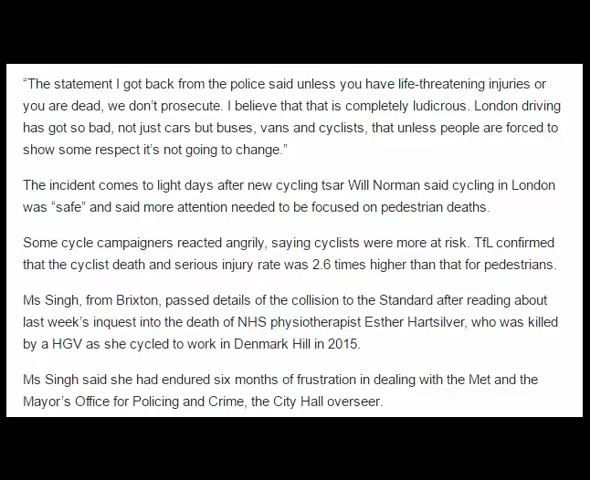 “The statement I got back from the police said unless you have life-threatening injuries or
you are dead, we don’t prosecute. I believe that that is completely ludicrous. London driving
has got so bad, not just cars but buses, vans and cyclists, that unless people are forced to
show some respect it’s not going to change.”
The incident comes to light days after new cycling tsar Will Norman said cycling in London
was “safe” and said more attention needed to be focused on pedestrian deaths.
Some cycle campaigners reacted angrily, saying cyclists were more at risk. TfL confirmed
that the cyclist death and serious injury rate was 2.6 times higher than that for pedestrians.
Ms Singh, from Brixton, passed details of the collision to the Standard after reading about
last week’s inquest into the death of NHS physiotherapist Esther Hartsilver, who was killed
by a HGV as she cycled to work in Denmark Hill in 2015.
Ms Singh said she had endured six months of frustration in dealing with the Met and the
Mayor’s Office for Policing and Crime, the City Hall overseer.